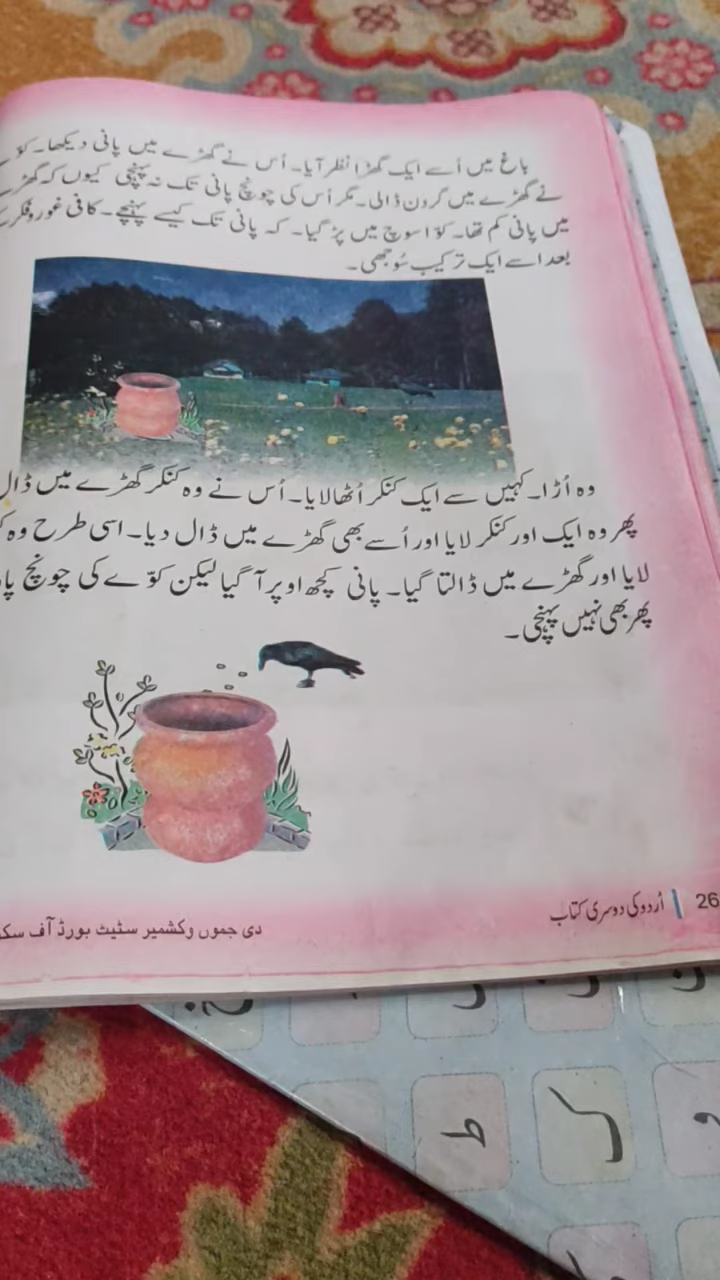 باغ میں اُسے ایک گھڑا نظر آیا۔ اُس نے گھڑے میں پانی دیکھا۔
نے گھڑے میں گردن ڈالی۔ مگر اُس کی چونچ پانی تک نہ پہنچی کیوں کہ گھڑے
میں پانی کم تھا۔ کوّا سوچ میں پڑ گیا۔ کہ پانی تک کیسے پہنچے۔ کافی غور و فکر
بعد اسے ایک ترکیب سُوجھی۔
وہ اُڑا۔ کہیں سے ایک کنکر اُٹھا لایا۔ اُس نے وہ کنکر گھڑے میں ڈال
پھر وہ ایک اور کنکر لایا اور اُسے بھی گھڑے میں ڈال دیا۔ اسی طرح وہ
لایا اور گھڑے میں ڈالتا گیا۔ پانی کچھ اوپر آ گیا لیکن کوّے کی چونچ
پھر بھی نہیں پہنچی۔
26 | اُردو کی دوسری کتاب
دی جموں وکشمیر سٹیٹ بورڈ آف